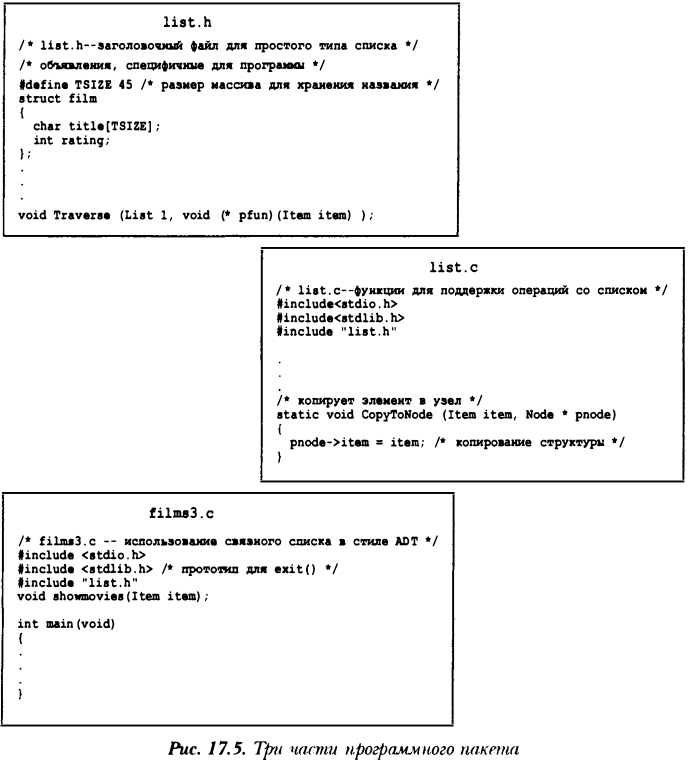 list.h
/* list.h--заголовочный файл для простого типа списка */
/* объявления, специфичные для программы */
#define TSIZE 45 /* размер массива для хранения названия */
struct film
{
char title[TSIZE];
int rating;
};
.
.
.
void Traverse (List l, void (* pfun)(Item item) );
list.c
/* list.c--функции для поддержки операций со списком */
#include<stdio.h>
#include<stdlib.h>
#include "list.h"
.
.
.
/* копирует элемент в узел */
static void CopyToNode (Item item, Node * pnode)
{
pnode->item = item; /* копирование структуры */
}
films3.c
/* films3.c -- использование связного списка в стиле ADT */
#include <stdio.h>
#include <stdlib.h> /* прототип для exit() */
#include "list.h"
void showmovies(Item item);
int main(void)
{
.
.
.
}
Рис. 17.5. Три части программного пакета